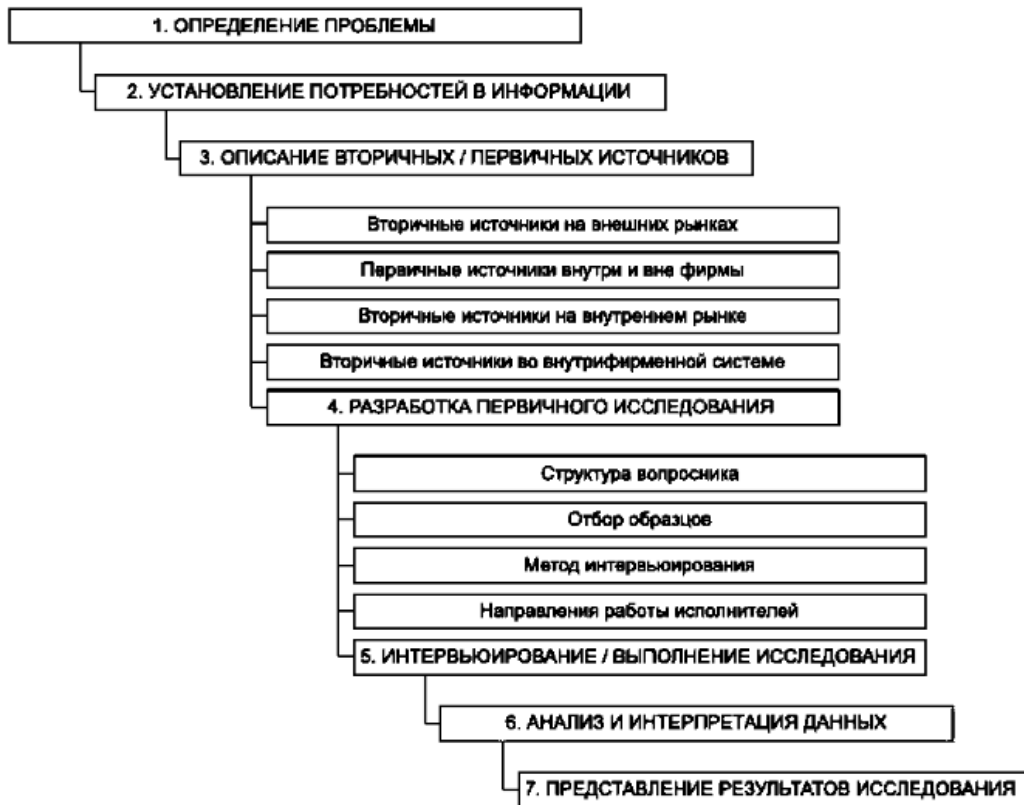 1. ОПРЕДЕЛЕНИЕ ПРОБЛЕМЫ
2. УСТАНОВЛЕНИЕ ПОТРЕБНОСТЕЙ В ИНФОРМАЦИИ
3. ОПИСАНИЕ ВТОРИЧНЫХ / ПЕРВИЧНЫХ ИСТОЧНИКОВ
Вторичные источники на внешних рынках
Первичные источники внутри и вне фирмы
Вторичные источники на внутреннем рынке
Вторичные источники во внутрифирменной системе
4. РАЗРАБОТКА ПЕРВИЧНОГО ИССЛЕДОВАНИЯ
Структура вопросника
Отбор образцов
Метод интервьюирования
Направления работы исполнителей
5. ИНТЕРВЬЮИРОВАНИЕ / ВЫПОЛНЕНИЕ ИССЛЕДОВАНИЯ
6. АНАЛИЗ И ИНТЕРПРЕТАЦИЯ ДАННЫХ
7. ПРЕДСТАВЛЕНИЕ РЕЗУЛЬТАТОВ ИССЛЕДОВАНИЯ